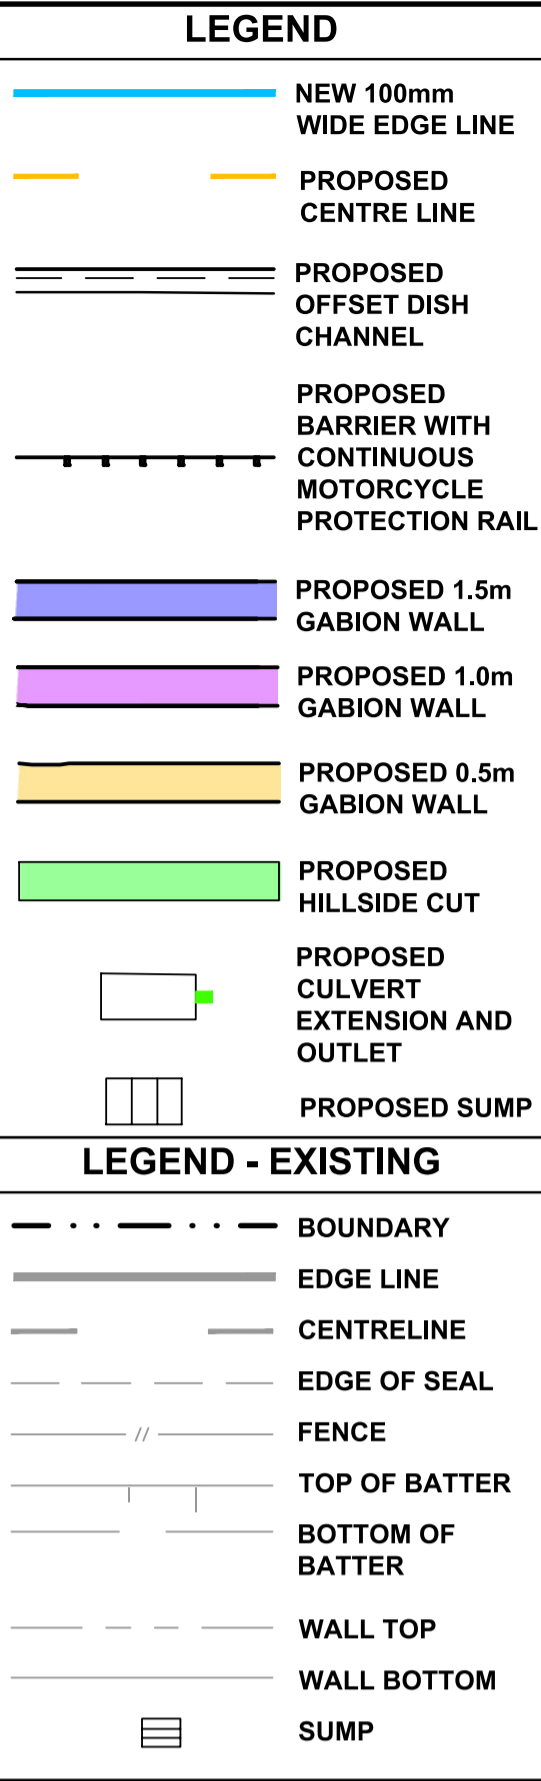 LEGEND
NEW 100mm
WIDE EDGE LINE
PROPOSED
CENTRE LINE
PROPOSED
OFFSET DISH
CHANNEL
PROPOSED
BARRIER WITH
CONTINUOUS
MOTORCYCLE
PROTECTION RAIL
PROPOSED 1.5m
GABION WALL
PROPOSED 1.0m
GABION WALL
PROPOSED 0.5m
GABION WALL
PROPOSED
HILLSIDE CUT
PROPOSED
CULVERT
EXTENSION AND
OUTLET
PROPOSED SUMP
LEGEND - EXISTING
BOUNDARY
EDGE LINE
CENTRELINE
EDGE OF SEAL
FENCE
TOP OF BATTER
BOTTOM OF
BATTER
WALL TOP
WALL BOTTOM
SUMP